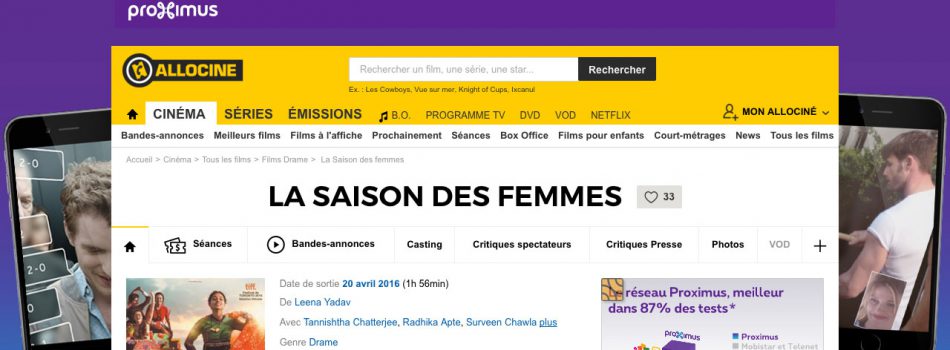 proximus
ALLOCINE
Rechercher un film, une série, une star...
Rechercher
Ex. : Les Cowboys, Vue sur mer, Knight of Cups, Ixcanul
CINÉMA SÉRIES ÉMISSIONS B.O. PROGRAMME TV DVD VOD NETFLIX MON ALLOCINÉ
Bandes-annonces Meilleurs films Films à l'affiche Prochainement Séances Box Office Films pour enfants Court-métrages News Tous les films
Accueil > Cinéma > Tous les films > Films Drame > La Saison des femmes
LA SAISON DES FEMMES 33
Séances Bandes-annonces Casting Critiques spectateurs Critiques Presse Photos VOD +
Date de sortie 20 avril 2016 (1h 56min)
De Leena Yadav
Avec Tannishtha Chatterjee, Radhika Apte, Surveen Chawla plus
Genre Drame
réseau Proximus, meilleur
dans 87% des tests*
proximus
Proximus
Mobistar et Telenet
2-0
2-0
2-0